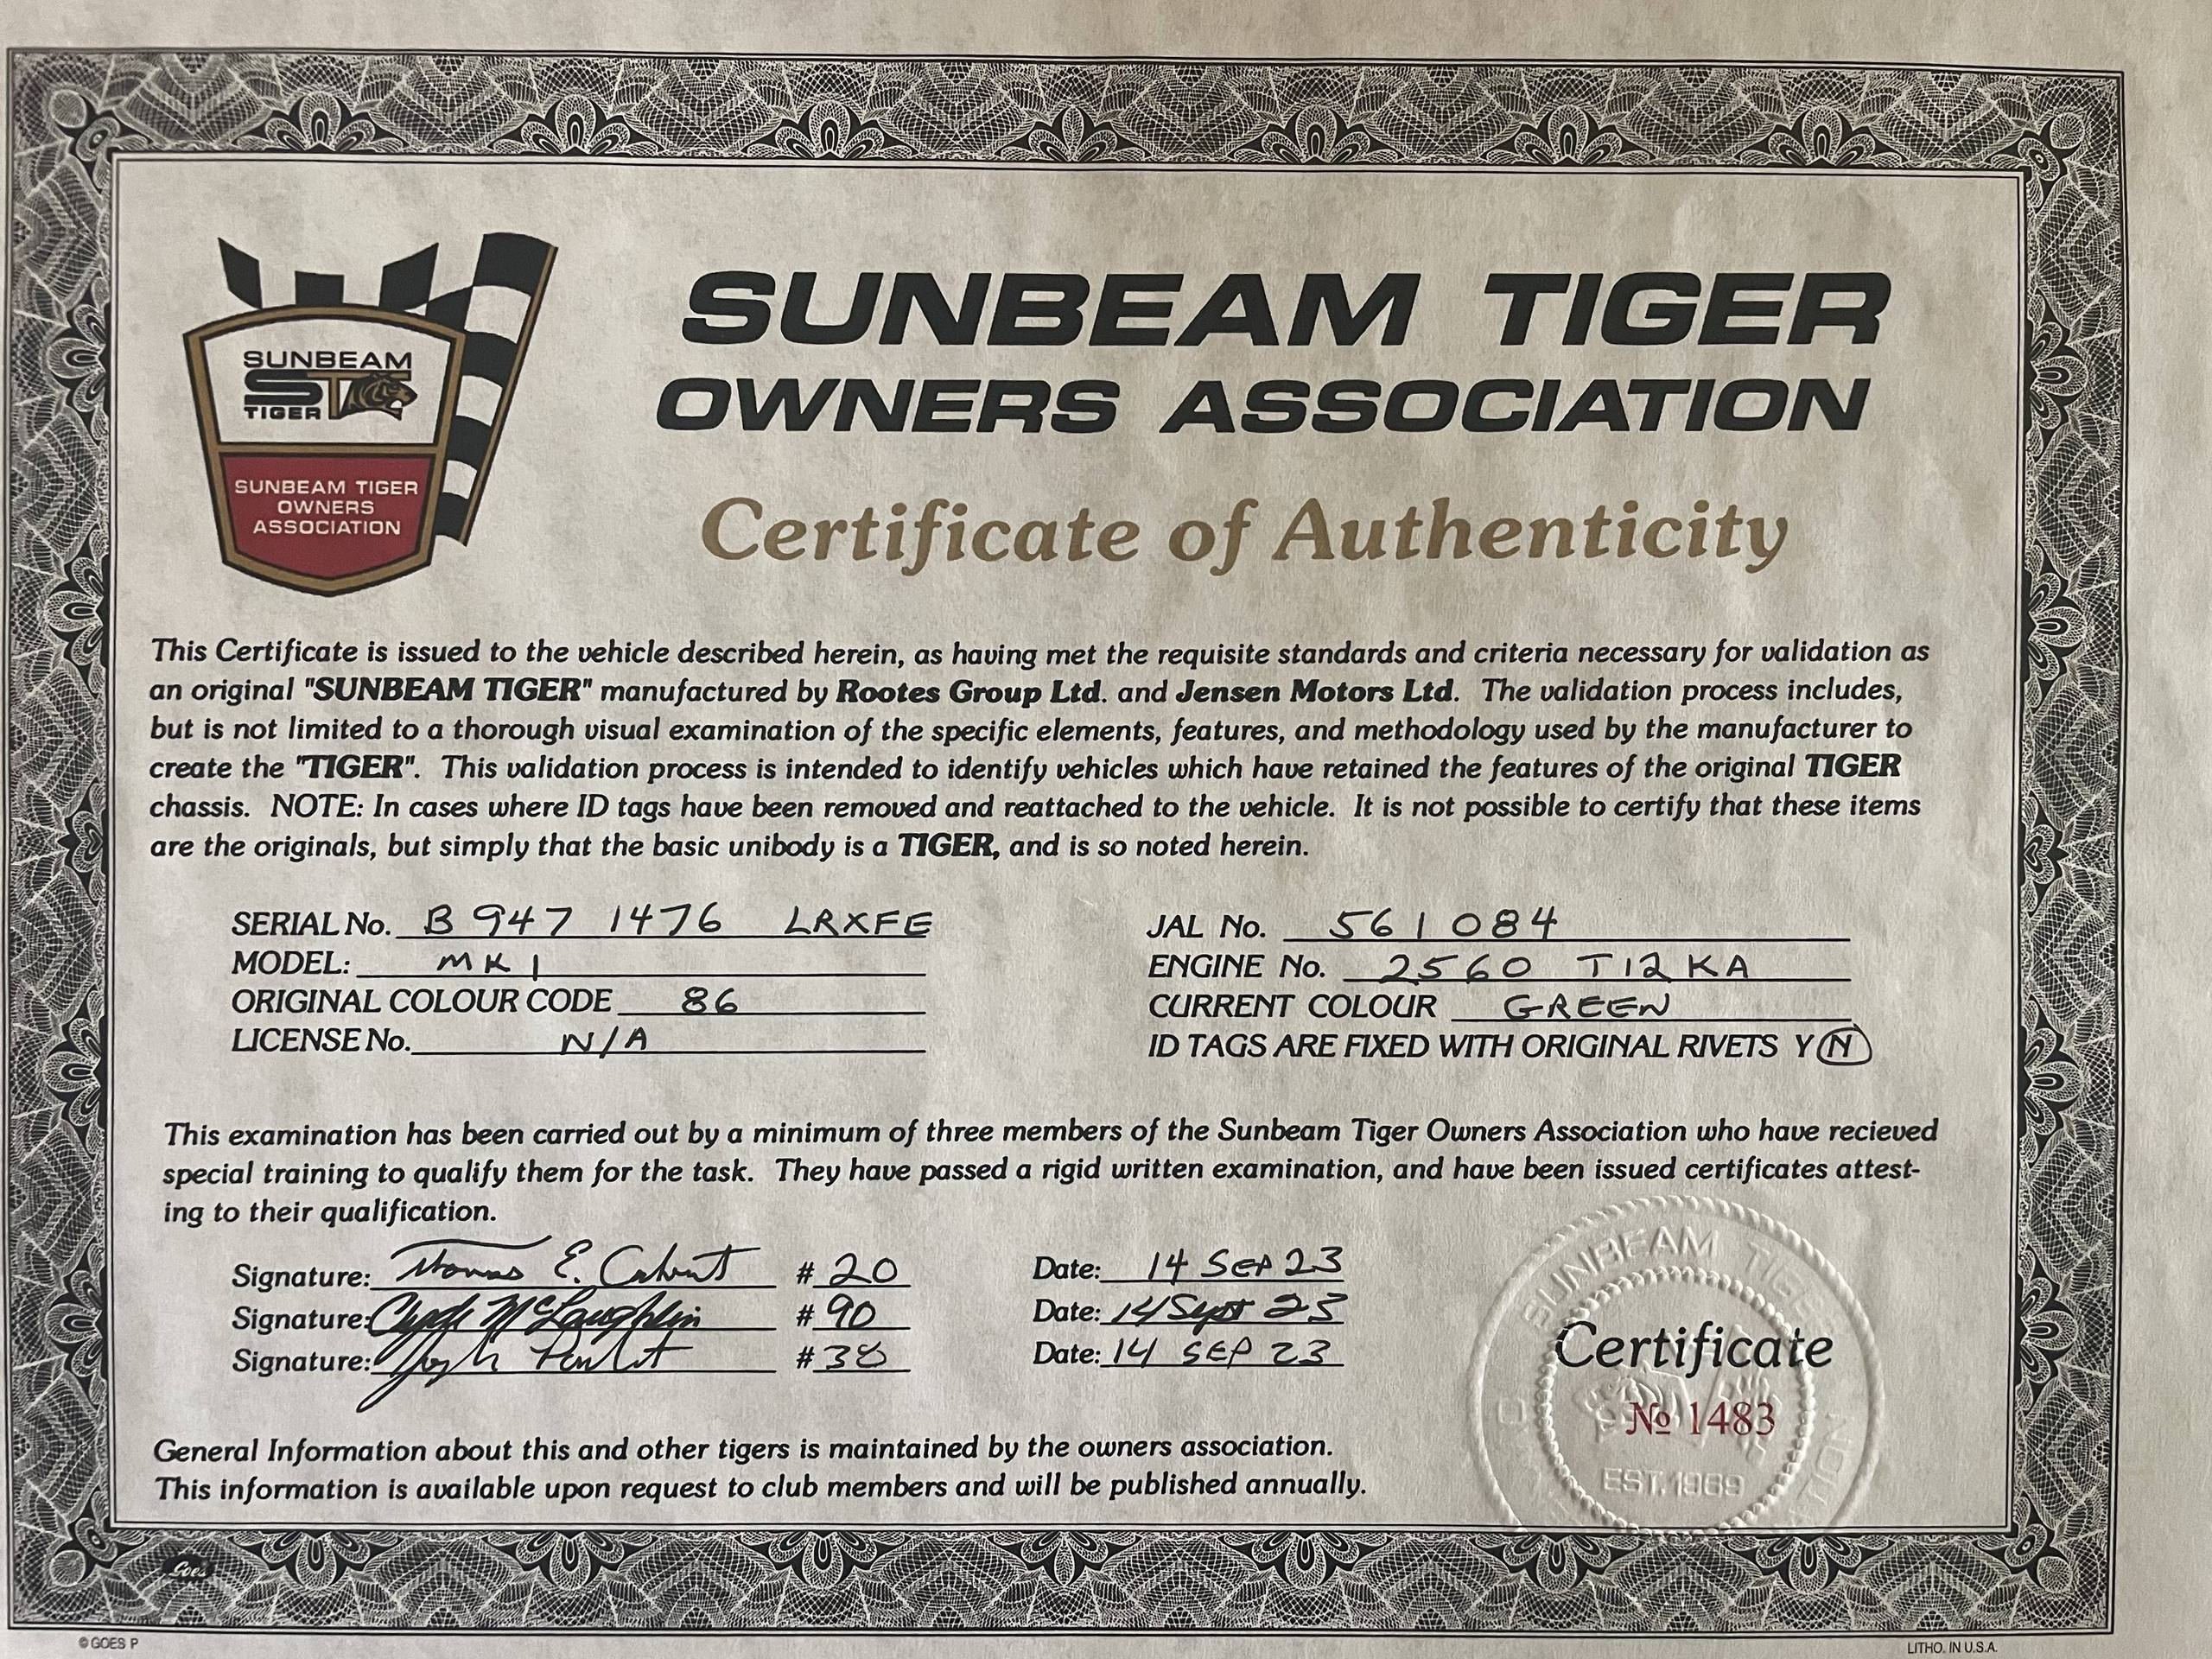 SUNBEAM
ST
TIGER
SUNBEAM TIGER
OWNERS
ASSOCIATION
SUNBEAM TIGER
OWNERS ASSOCIATION
Certificate of Authenticity
This Certificate is issued to the vehicle described herein, as having met the requisite standards and criteria necessary for validation as
an original "SUNBEAM TIGER" manufactured by Rootes Group Ltd. and Jensen Motors Ltd. The validation process includes,
but is not limited to a thorough visual examination of the specific elements, features, and methodology used by the manufacturer to
create the "TIGER". This validation process is intended to identify vehicles which have retained the features of the original TIGER
chassis. NOTE: In cases where ID tags have been removed and reattached to the vehicle. It is not possible to certify that these items
are the originals, but simply that the basic unibody is a TIGER, and is so noted herein.
SERIAL No. B 947 1476 LRXFE
JAL No. 561084
MODEL: MK I
ENGINE No. 2560 T12 KA
ORIGINAL COLOUR CODE 86
CURRENT COLOUR GREEN
LICENSE No. N/A
ID TAGS ARE FIXED WITH ORIGINAL RIVETS Y N
This examination has been carried out by a minimum of three members of the Sunbeam Tiger Owners Association who have recieved
special training to qualify them for the task. They have passed a rigid written examination, and have been issued certificates attest-
ing to their qualification.
Signature: Thomas E. # 20 Date: 14 SEP 23
Signature: McLaughlin # 90 Date: 14 Sept 23
Signature: # 38 Date: 14 SEP 23
SUNBEAM TIGER
Certificate
No 1483
EST. 1969
General Information about this and other tigers is maintained by the owners association.
This information is available upon request to club members and will be published annually.
Goes
© GOES P
LITHO. IN U.S.A.